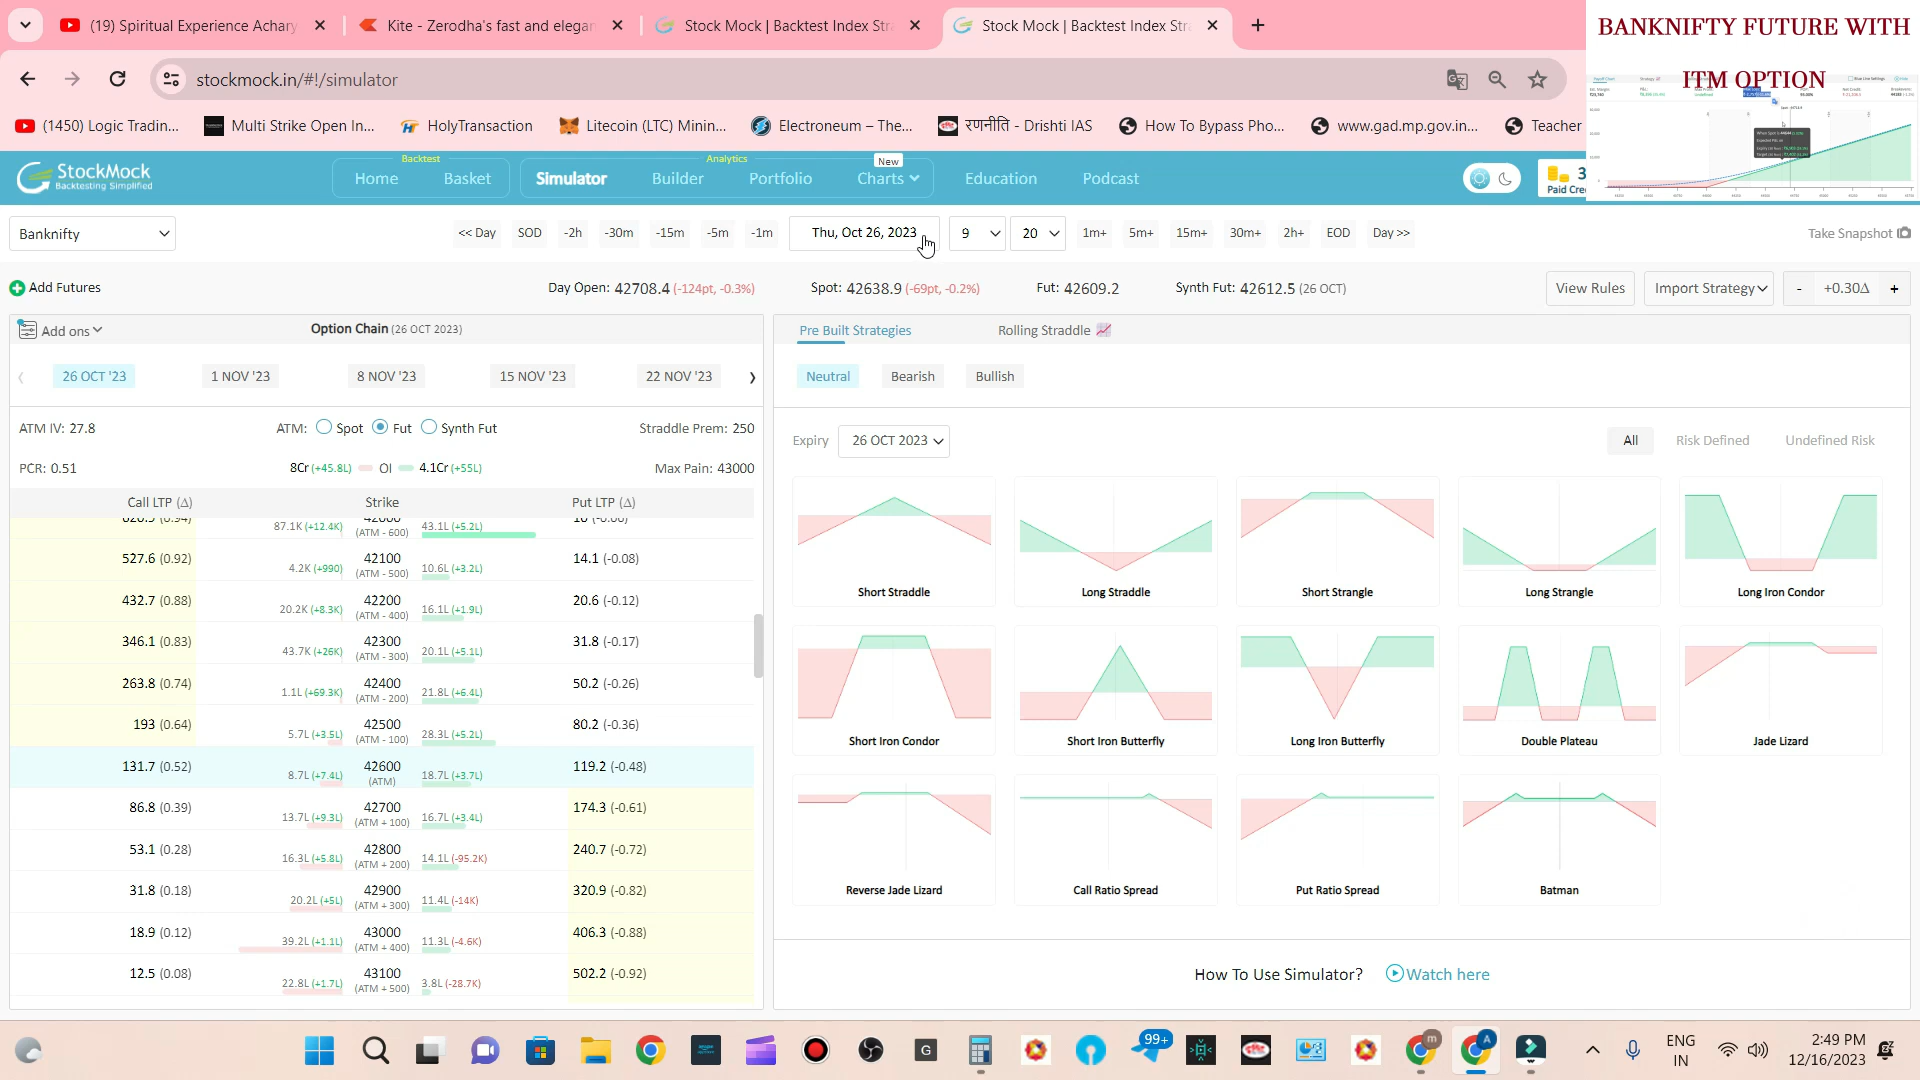 (19) Spiritual Experience Achary
Kite - Zerodha's fast and elegan
Stock Mock | Backtest Index Stra
Stock Mock | Backtest Index Stra
BANKNIFTY FUTURE WITH
ITM OPTION
stockmock.in/#!/simulator
(1450) Logic Tradin...
Multi Strike Open In...
HolyTransaction
Litecoin (LTC) Minin...
Electroneum – The...
रणनीति - Drishti IAS
How To Bypass Pho...
www.gad.mp.gov.in...
Teacher
StockMock
Backtesting Simplified
Backtest
Home Basket
Simulator Builder
Analytics
Portfolio
New
Charts
Education Podcast
Paid Cre
Banknifty
<< Day SOD -2h -30m -15m -5m -1m Thu, Oct 26, 2023 9 20 1m+ 5m+ 15m+ 30m+ 2h+ EOD Day >>
Take Snapshot
Add Futures
Day Open: 42708.4 (-124pt, -0.3%) Spot: 42638.9 (-69pt, -0.2%) Fut: 42609.2 Synth Fut: 42612.5 (26 OCT)
View Rules Import Strategy - +0.30Δ +
Add ons
Option Chain (26 OCT 2023)
26 OCT '23 1 NOV '23 8 NOV '23 15 NOV '23 22 NOV '23
ATM IV: 27.8 ATM: Spot Fut Synth Fut Straddle Prem: 250
PCR: 0.51 8Cr (+45.8L) OI 4.1Cr (+55L) Max Pain: 43000
Call LTP (Δ) Strike Put LTP (Δ)
87.1K (+12.4K) (ATM - 600) 43.1L (+5.2L)
527.6 (0.92) 4.2K (+990) 42100 (ATM - 500) 10.6L (+3.2L) 14.1 (-0.08)
432.7 (0.88) 20.2K (+8.3K) 42200 (ATM - 400) 16.1L (+1.9L) 20.6 (-0.12)
346.1 (0.83) 43.7K (+26K) 42300 (ATM - 300) 20.1L (+5.1L) 31.8 (-0.17)
263.8 (0.74) 1.1L (+69.3K) 42400 (ATM - 200) 21.8L (+6.4L) 50.2 (-0.26)
193 (0.64) 5.7L (+3.5L) 42500 (ATM - 100) 28.3L (+5.2L) 80.2 (-0.36)
131.7 (0.52) 8.7L (+7.4L) 42600 (ATM) 18.7L (+3.7L) 119.2 (-0.48)
86.8 (0.39) 13.7L (+9.3L) 42700 (ATM + 100) 16.7L (+3.4L) 174.3 (-0.61)
53.1 (0.28) 16.3L (+5.8L) 42800 (ATM + 200) 14.1L (-95.2K) 240.7 (-0.72)
31.8 (0.18) 20.2L (+5L) 42900 (ATM + 300) 11.4L (-14K) 320.9 (-0.82)
18.9 (0.12) 39.2L (+1.1L) 43000 (ATM + 400) 11.3L (-4.6K) 406.3 (-0.88)
12.5 (0.08) 22.8L (+1.7L) 43100 (ATM + 500) 3.8L (-28.7K) 502.2 (-0.92)
Pre Built Strategies Rolling Straddle
Neutral Bearish Bullish
Expiry 26 OCT 2023 All Risk Defined Undefined Risk
Short Straddle
Long Straddle
Short Strangle
Long Strangle
Long Iron Condor
Short Iron Condor
Short Iron Butterfly
Long Iron Butterfly
Double Plateau
Jade Lizard
Reverse Jade Lizard
Call Ratio Spread
Put Ratio Spread
Batman
How To Use Simulator? Watch here
99+
ENG
IN
2:49 PM
12/16/2023